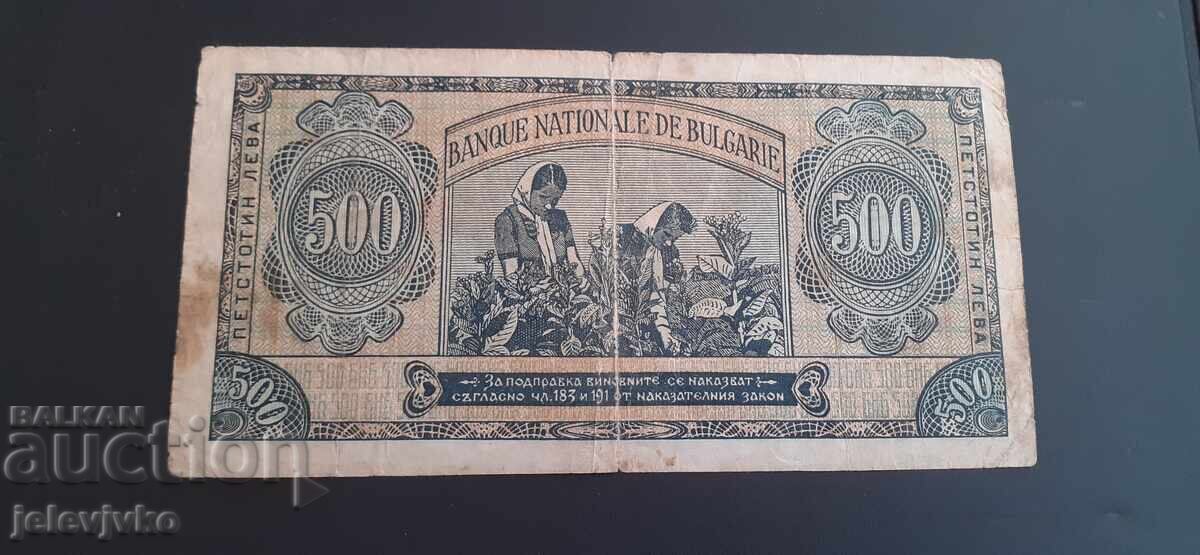 BANQUE NATIONALE DE BULGARIE
ПЕТСТОТИН ЛЕВА
500
500
ПЕТСТОТИН ЛЕВА
500
За подправка виновните се наказват
съгласно чл. 183 и 191 от наказателния закон
500
BALKAN
auction
jelevjvko